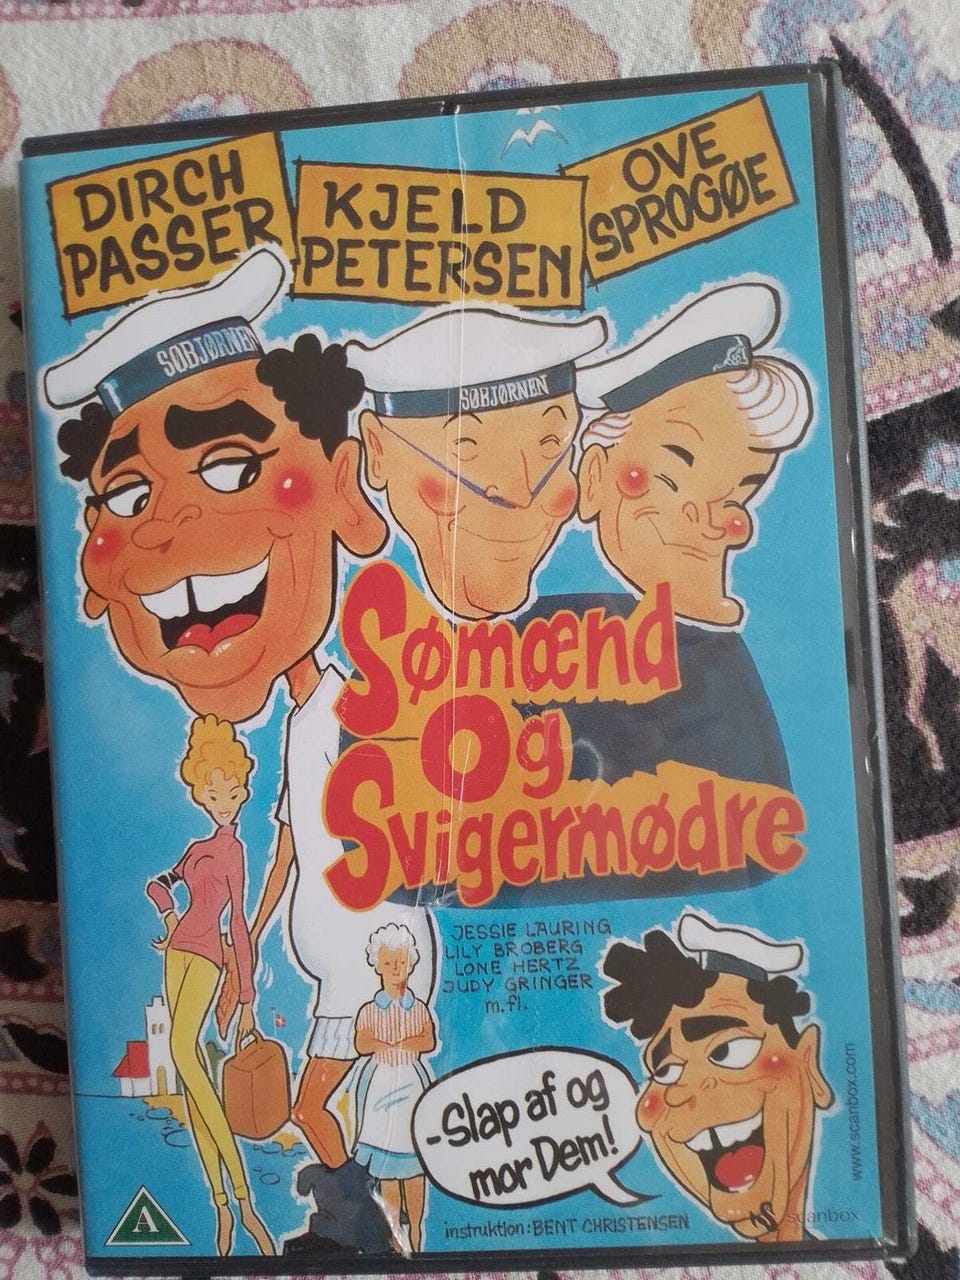 DIRCH
PASSER
KJELD
PETERSEN
OVE
SPROGØE
SØBJØRNEN
SØBJØRNEN
Sømænd
og
Svigermødre
JESSIE LAURING
LILY BROBERG
LONE HERTZ
JUDY GRINGER
m.fl.
-Slap af og
mor Dem!
instruktion: BENT CHRISTENSEN
A
scanbox
www.scanbox.com